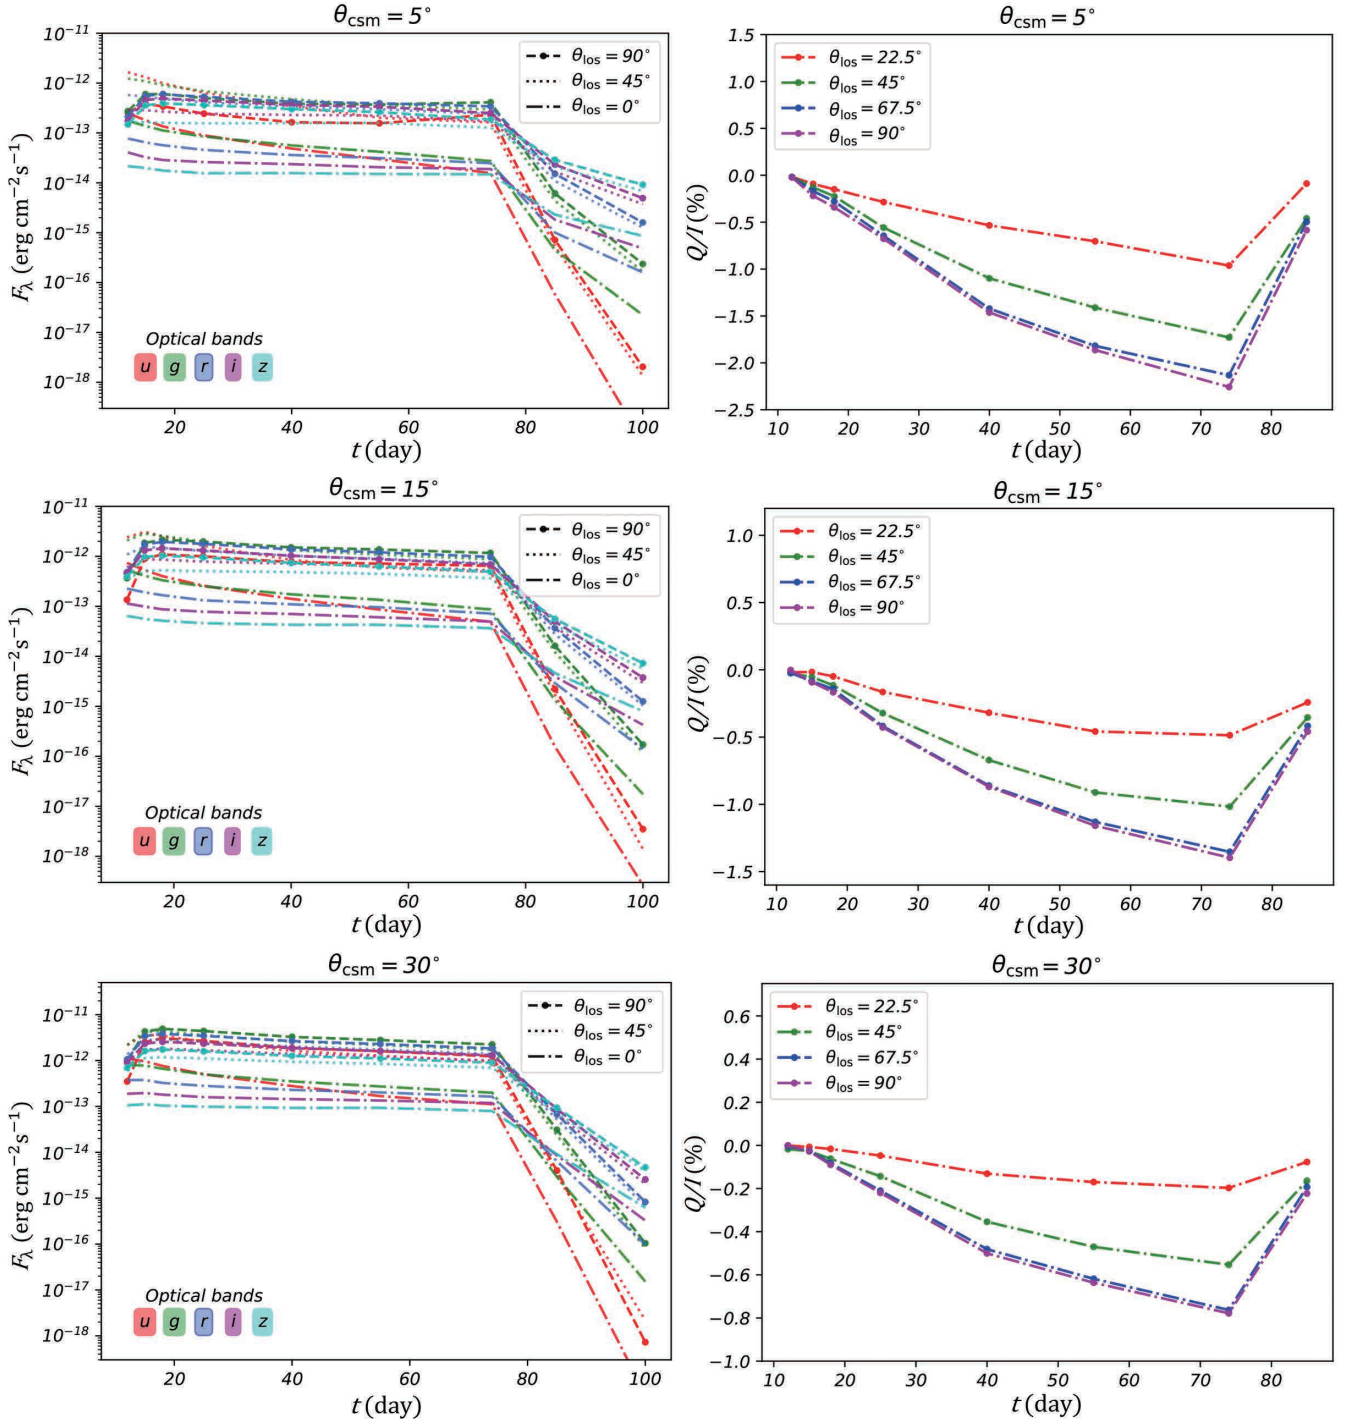 θcsm = 5°
10⁻¹¹
10⁻¹²
10⁻¹³
10⁻¹⁴
10⁻¹⁵
10⁻¹⁶
10⁻¹⁷
10⁻¹⁸
Fλ (erg cm⁻²s⁻¹)
θlos = 90°
θlos = 45°
θlos = 0°
Optical bands
u g r i z
20 40 60 80 100
t (day)
θcsm = 5°
1.5
1.0
0.5
0.0
−0.5
−1.0
−1.5
−2.0
−2.5
Q/I (%)
θlos = 22.5°
θlos = 45°
θlos = 67.5°
θlos = 90°
10 20 30 40 50 60 70 80
t (day)
θcsm = 15°
10⁻¹¹
10⁻¹²
10⁻¹³
10⁻¹⁴
10⁻¹⁵
10⁻¹⁶
10⁻¹⁷
10⁻¹⁸
Fλ (erg cm⁻²s⁻¹)
θlos = 90°
θlos = 45°
θlos = 0°
Optical bands
u g r i z
20 40 60 80 100
t (day)
θcsm = 15°
1.0
0.5
0.0
−0.5
−1.0
−1.5
Q/I (%)
θlos = 22.5°
θlos = 45°
θlos = 67.5°
θlos = 90°
10 20 30 40 50 60 70 80
t (day)
θcsm = 30°
10⁻¹¹
10⁻¹²
10⁻¹³
10⁻¹⁴
10⁻¹⁵
10⁻¹⁶
10⁻¹⁷
10⁻¹⁸
Fλ (erg cm⁻²s⁻¹)
θlos = 90°
θlos = 45°
θlos = 0°
Optical bands
u g r i z
20 40 60 80 100
t (day)
θcsm = 30°
0.6
0.4
0.2
0.0
−0.2
−0.4
−0.6
−0.8
−1.0
Q/I (%)
θlos = 22.5°
θlos = 45°
θlos = 67.5°
θlos = 90°
10 20 30 40 50 60 70 80
t (day)